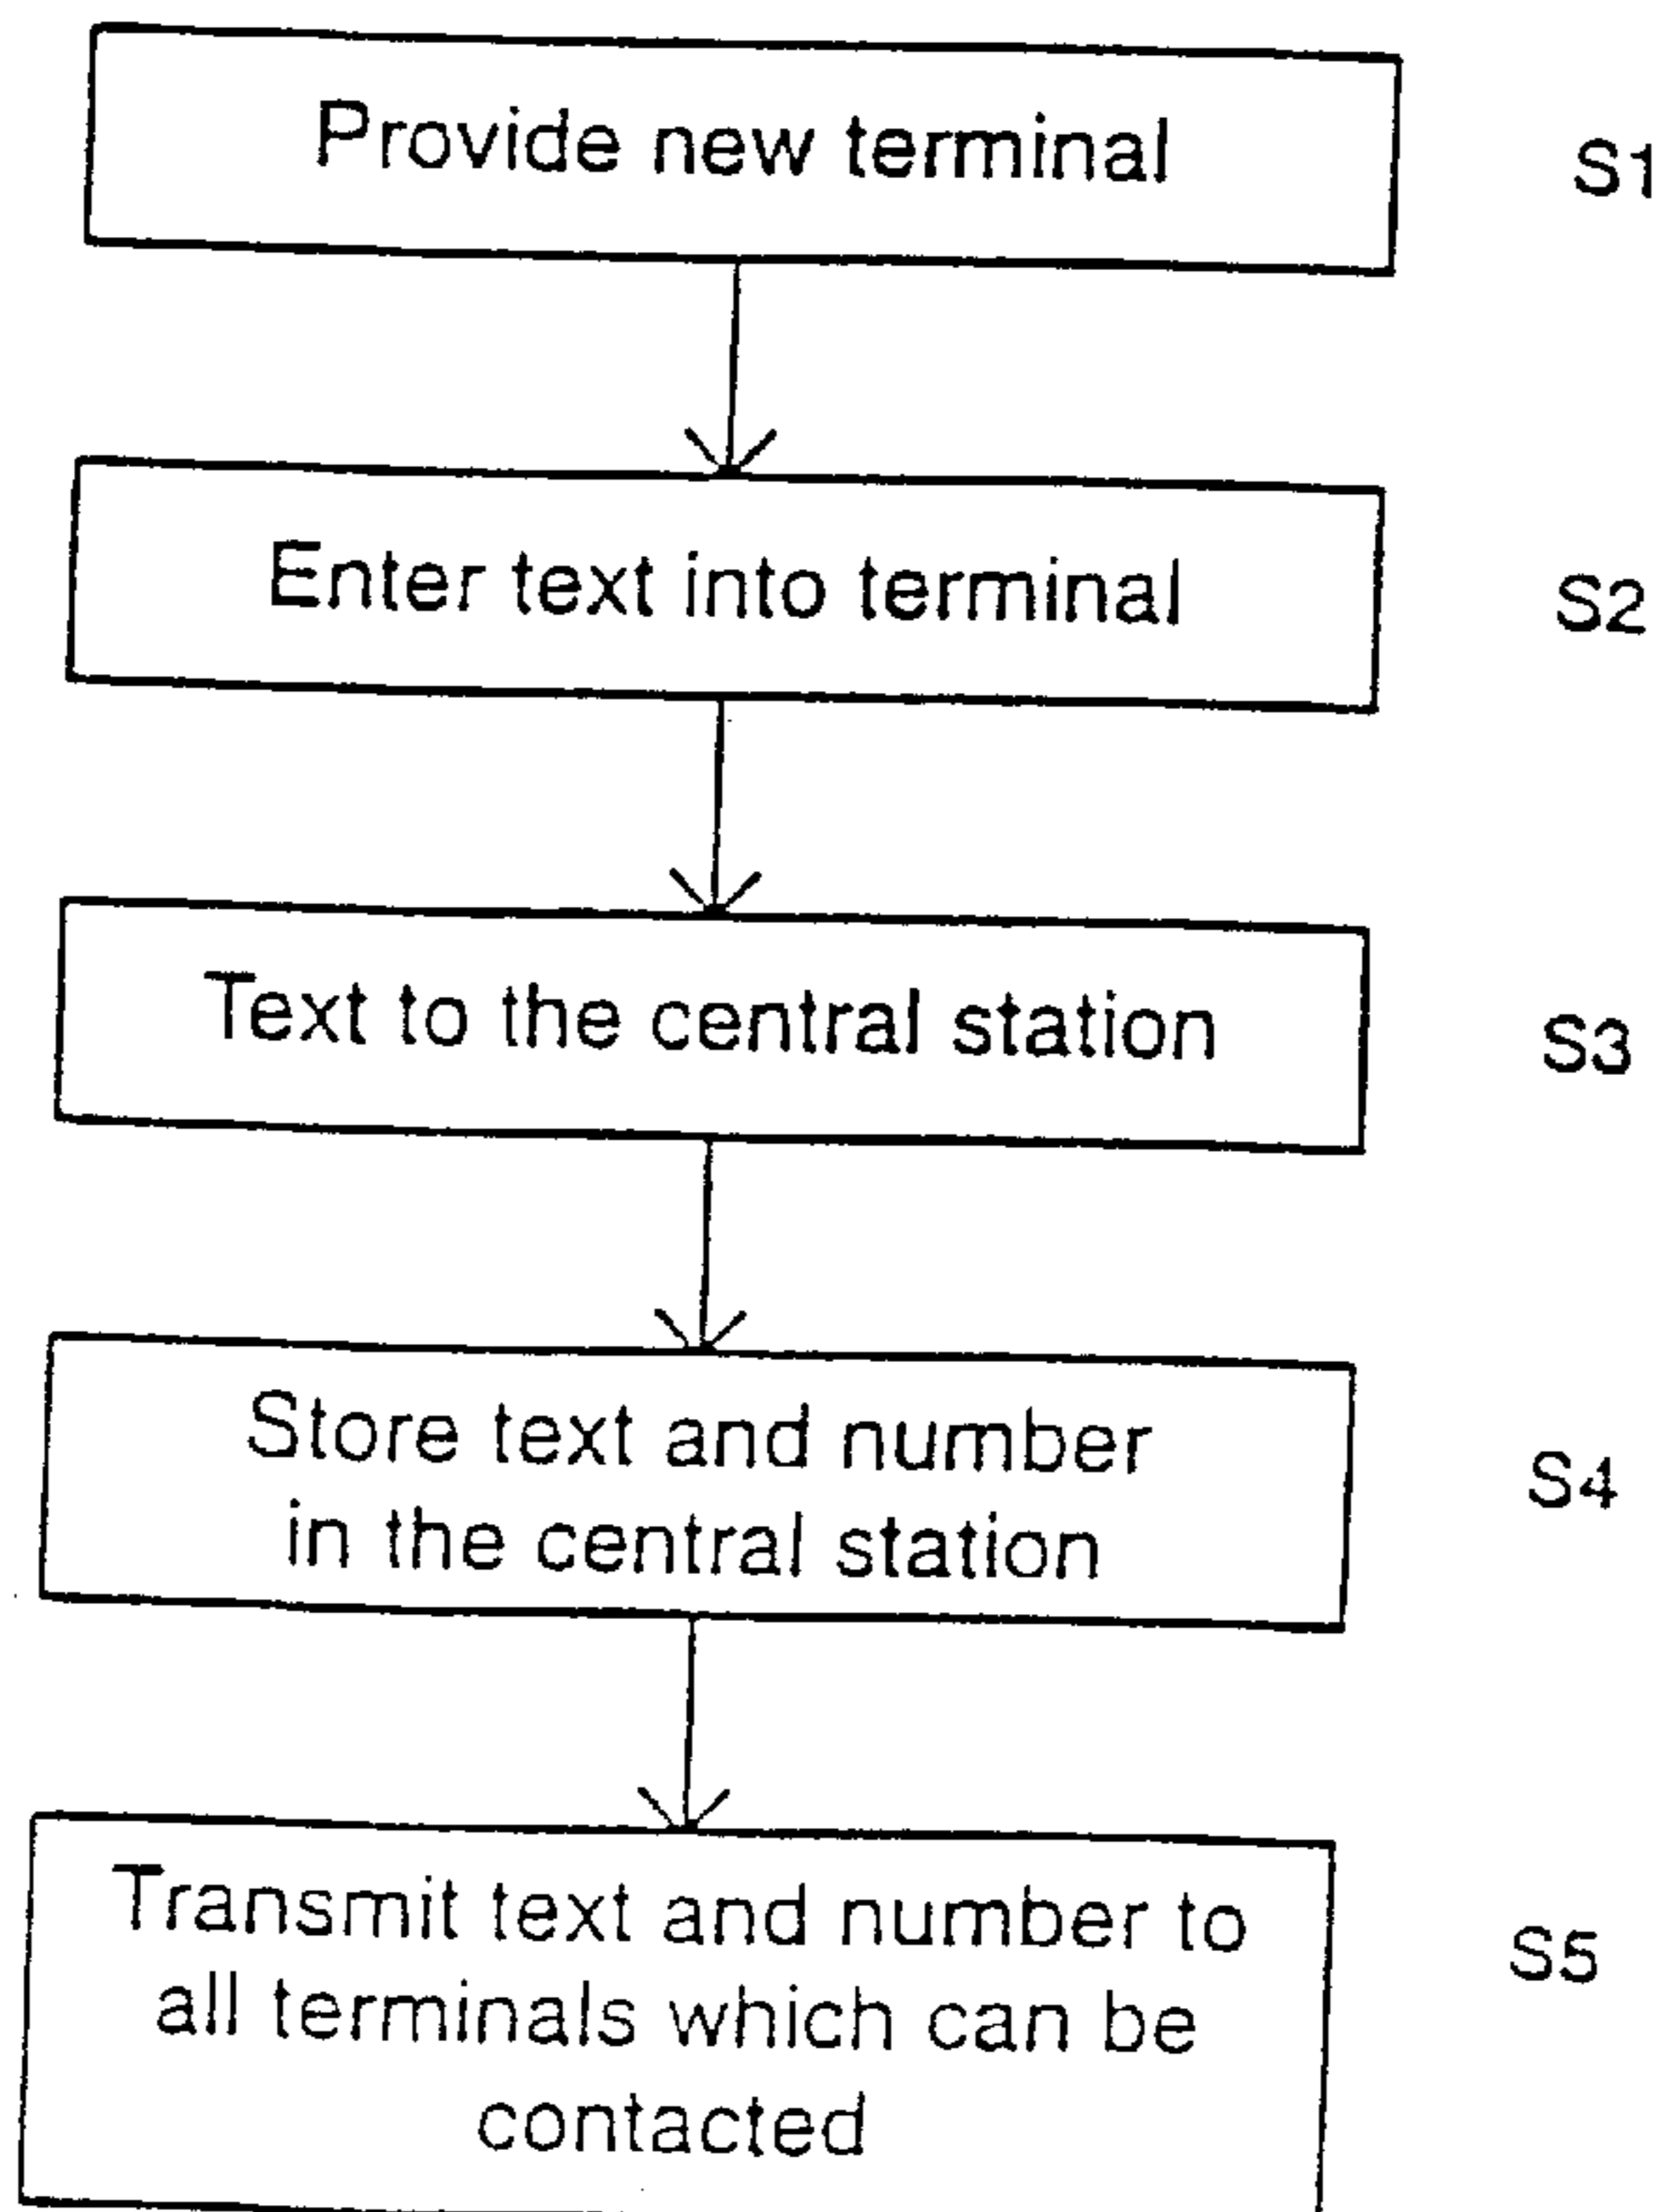 Provide new terminal
S1
Enter text into terminal
S2
Text to the central station
S3
Store text and number
in the central station
S4
Transmit text and number to
all terminals which can be
contacted
S5